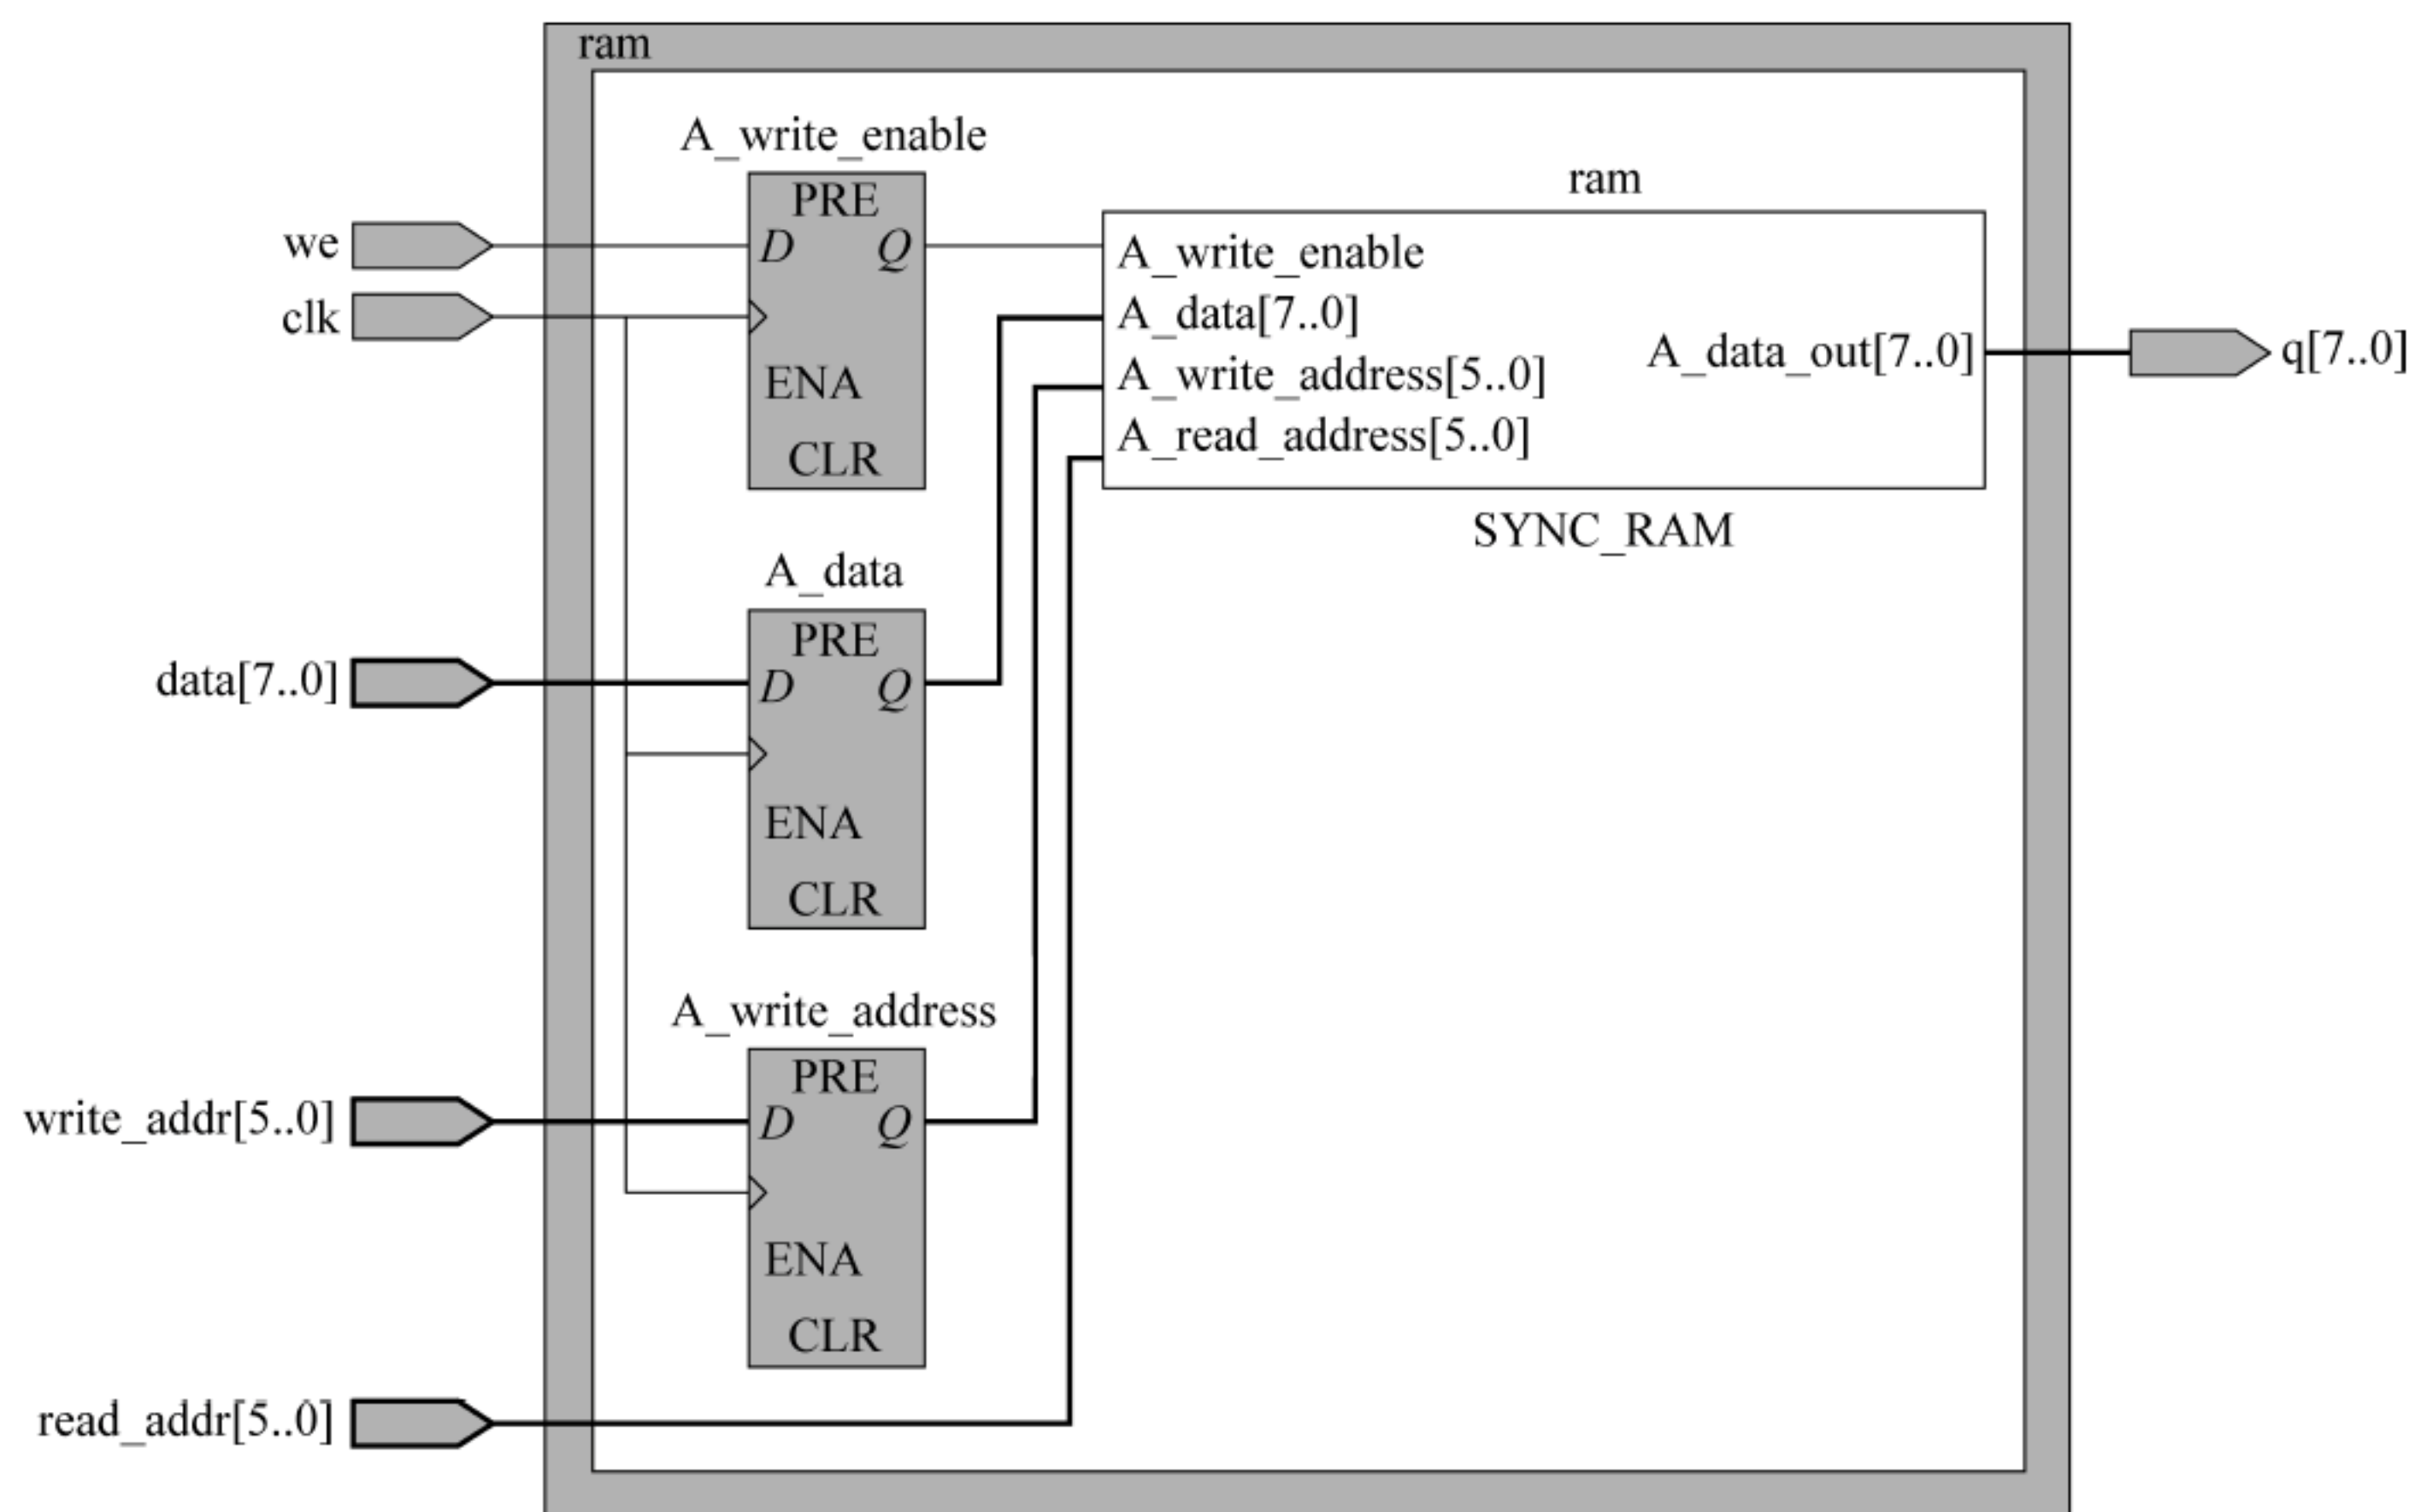 ram
A_write_enable
PRE
D Q
ENA
CLR
ram
A_write_enable
A_data[7..0]
A_write_address[5..0]
A_read_address[5..0]
A_data_out[7..0]
SYNC_RAM
we
clk
q[7..0]
A_data
PRE
D Q
ENA
CLR
data[7..0]
A_write_address
PRE
D Q
ENA
CLR
write_addr[5..0]
read_addr[5..0]